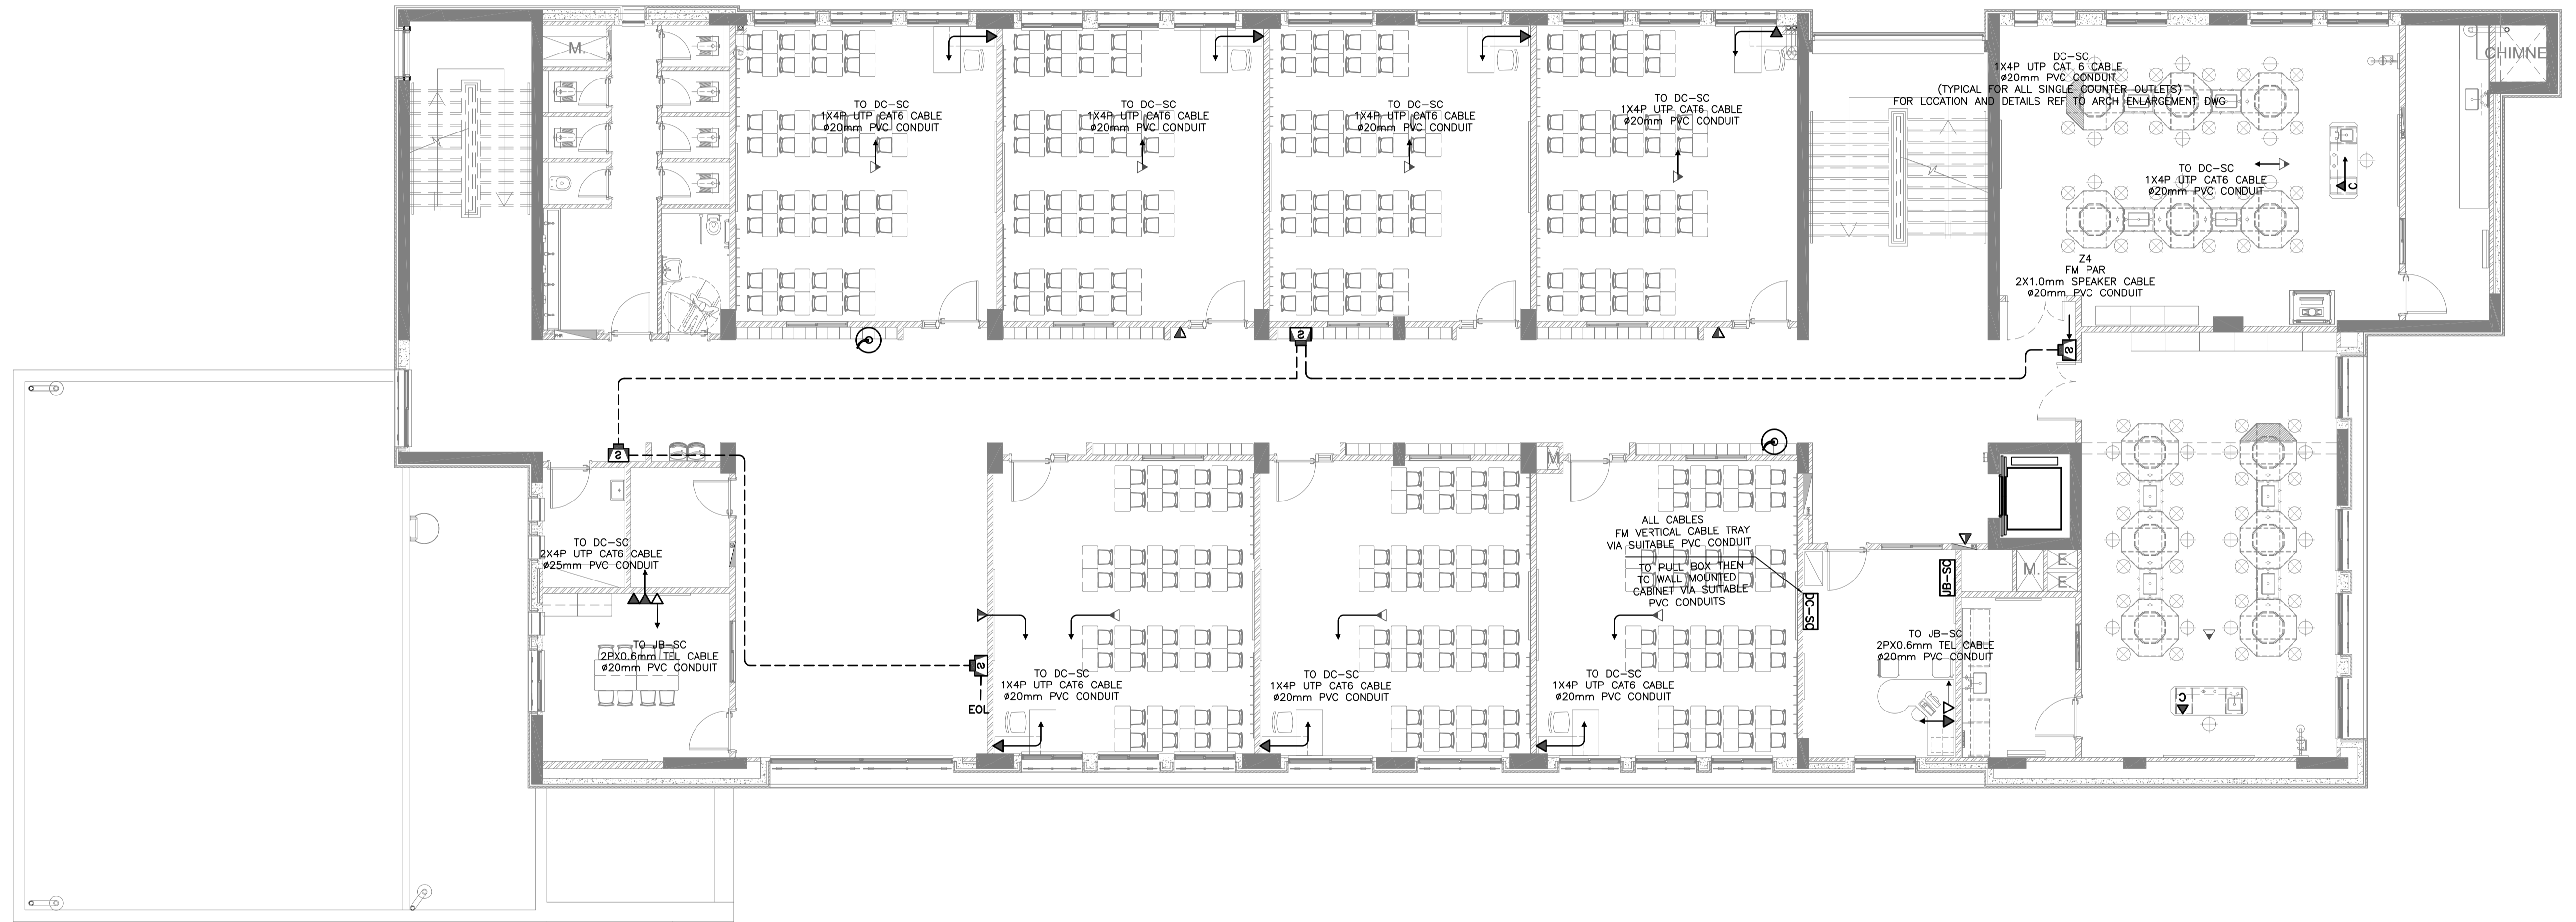 M.
CHIMNE
DC-SC
1X4P UTP CAT. 6 CABLE
ø20mm PVC CONDUIT
(TYPICAL FOR ALL SINGLE COUNTER OUTLETS)
FOR LOCATION AND DETAILS REF TO ARCH ENLARGEMENT DWG
TO DC-SC
1X4P UTP CAT6 CABLE
ø20mm PVC CONDUIT
TO DC-SC
1X4P UTP CAT6 CABLE
ø20mm PVC CONDUIT
TO DC-SC
1X4P UTP CAT6 CABLE
ø20mm PVC CONDUIT
TO DC-SC
1X4P UTP CAT6 CABLE
ø20mm PVC CONDUIT
TO DC-SC
1X4P UTP CAT6 CABLE
ø20mm PVC CONDUIT
C
Z4
FM PAR
2X1.0mm SPEAKER CABLE
ø20mm PVC CONDUIT
S
S
S
M
ALL CABLES
FM VERTICAL CABLE TRAY
VIA SUITABLE PVC CONDUIT
TO PULL BOX THEN
TO WALL MOUNTED
CABINET VIA SUITABLE
PVC CONDUITS
TO DC-SC
2X4P UTP CAT6 CABLE
ø25mm PVC CONDUIT
JB-SC
M.
E.
E.
DC-SC
TO JB-SC
2PX0.6mm TEL CABLE
ø20mm PVC CONDUIT
TO JB-SC
2PX0.6mm TEL CABLE
ø20mm PVC CONDUIT
S
EOL
TO DC-SC
1X4P UTP CAT6 CABLE
ø20mm PVC CONDUIT
TO DC-SC
1X4P UTP CAT6 CABLE
ø20mm PVC CONDUIT
TO DC-SC
1X4P UTP CAT6 CABLE
ø20mm PVC CONDUIT
C